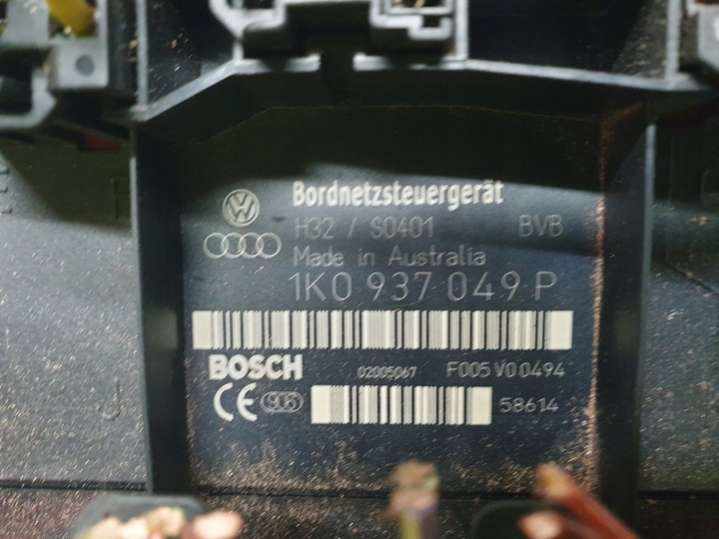 Bordnetzsteuergerät
H32 / S0401 BVB
Made in Australia
1K0 937 049 P
BOSCH 02005067 F005 V0 0494
CE 58614